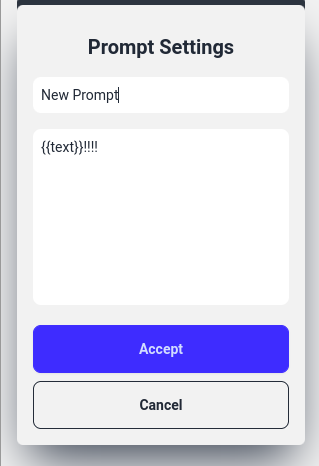 Prompt Settings
New Prompt
{{text}}!!!!
Accept
Cancel